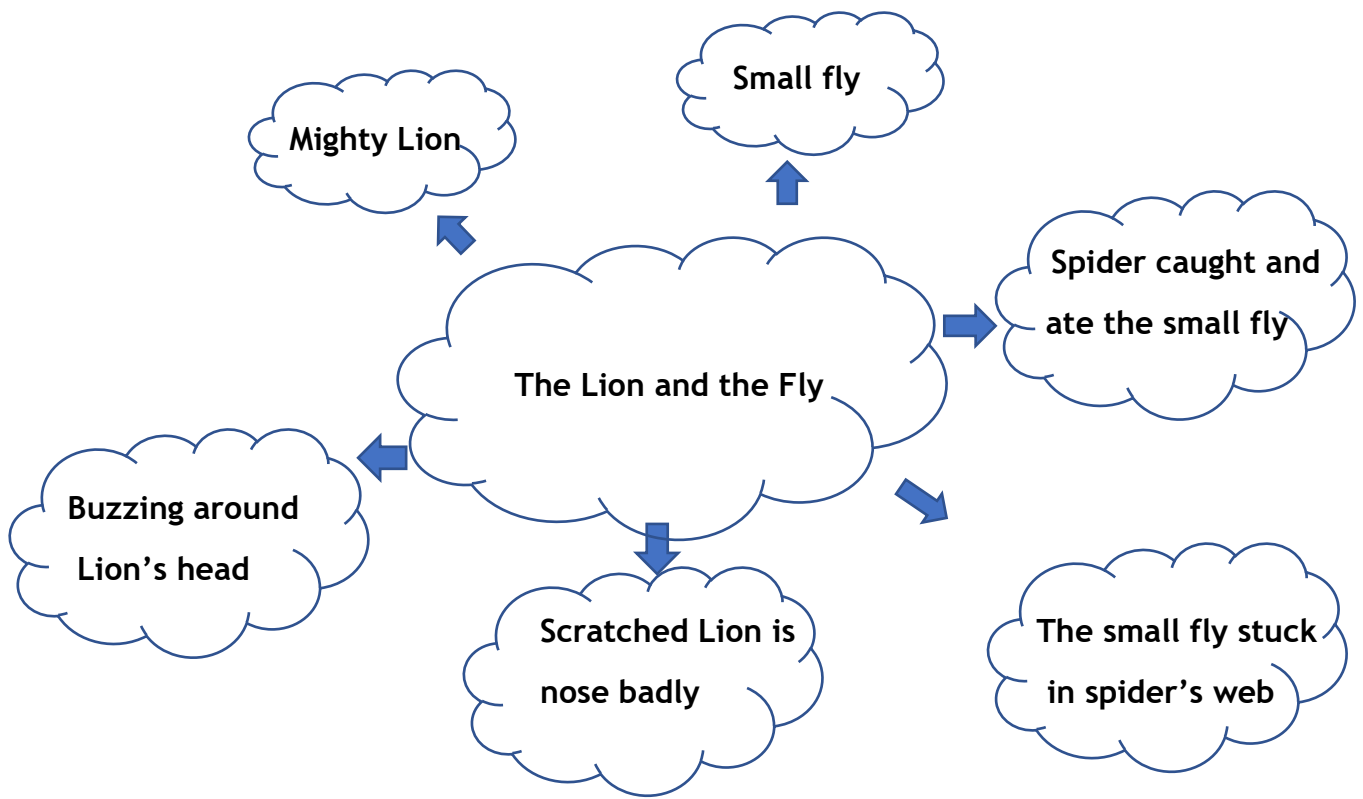 Small fly
Mighty Lion
Spider caught and
ate the small fly
The Lion and the Fly
Buzzing around
Lion’s head
Scratched Lion is
nose badly
The small fly stuck
in spider’s web